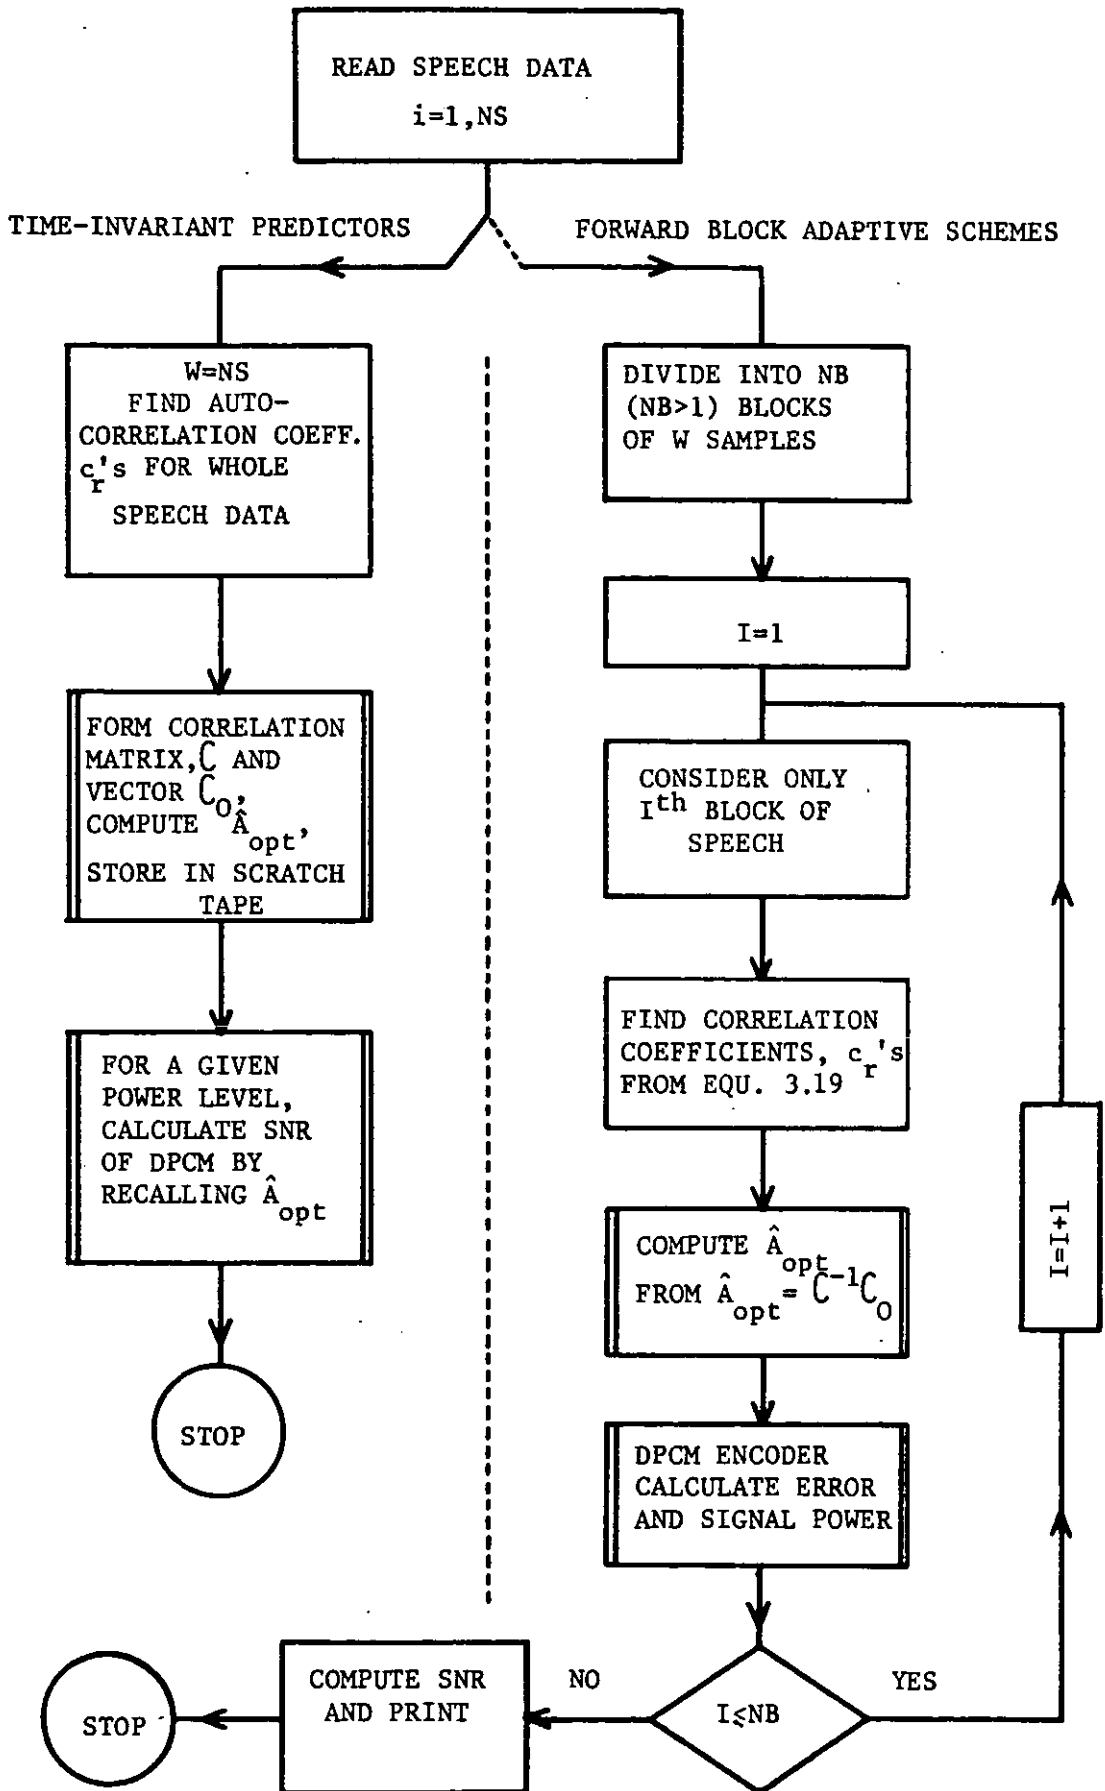 READ SPEECH DATA
i=1,NS
TIME-INVARIANT PREDICTORS
FORWARD BLOCK ADAPTIVE SCHEMES
W=NS
FIND AUTO-
CORRELATION COEFF.
c_r's FOR WHOLE
SPEECH DATA
FORM CORRELATION
MATRIX, C AND
VECTOR C_0,
COMPUTE Â_opt,
STORE IN SCRATCH
TAPE
FOR A GIVEN
POWER LEVEL,
CALCULATE SNR
OF DPCM BY
RECALLING Â_opt
STOP
DIVIDE INTO NB
(NB>1) BLOCKS
OF W SAMPLES
I=1
CONSIDER ONLY
I^th BLOCK OF
SPEECH
FIND CORRELATION
COEFFICIENTS, c_r's
FROM EQU. 3.19
COMPUTE Â_opt
FROM Â_opt = C^-1 C_0
DPCM ENCODER
CALCULATE ERROR
AND SIGNAL POWER
I=I+1
I≤NB
YES
NO
COMPUTE SNR
AND PRINT
STOP